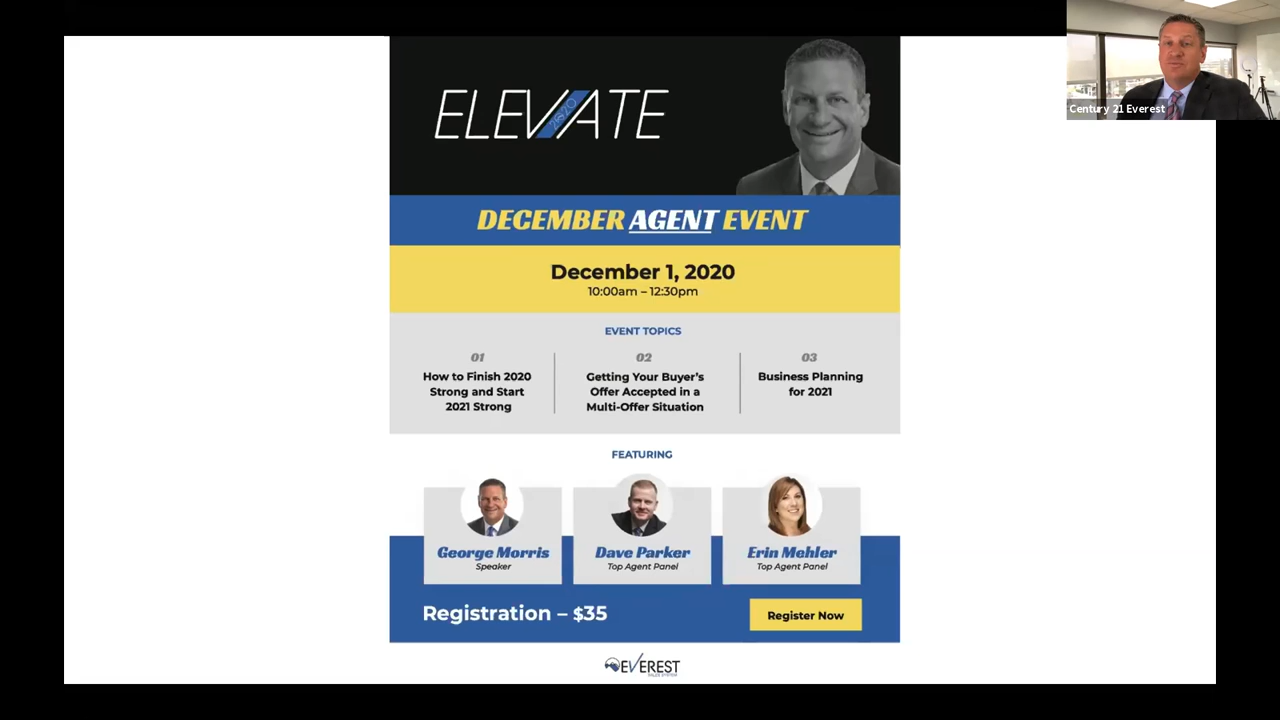 Century 21 Everest
ELEVATE
2020
DECEMBER AGENT EVENT
December 1, 2020
10:00am – 12:30pm
EVENT TOPICS
01
How to Finish 2020
Strong and Start
2021 Strong
02
Getting Your Buyer's
Offer Accepted in a
Multi-Offer Situation
03
Business Planning
for 2021
FEATURING
George Morris
Speaker
Dave Parker
Top Agent Panel
Erin Mehler
Top Agent Panel
Registration – $35
Register Now
EVEREST
SALES SYSTEM